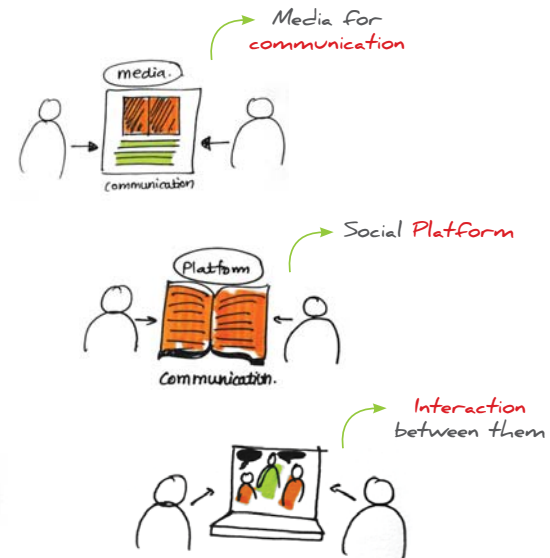 Media for
communication
media.
communication
Social Platform
Platform
Communication.
Interaction
between them